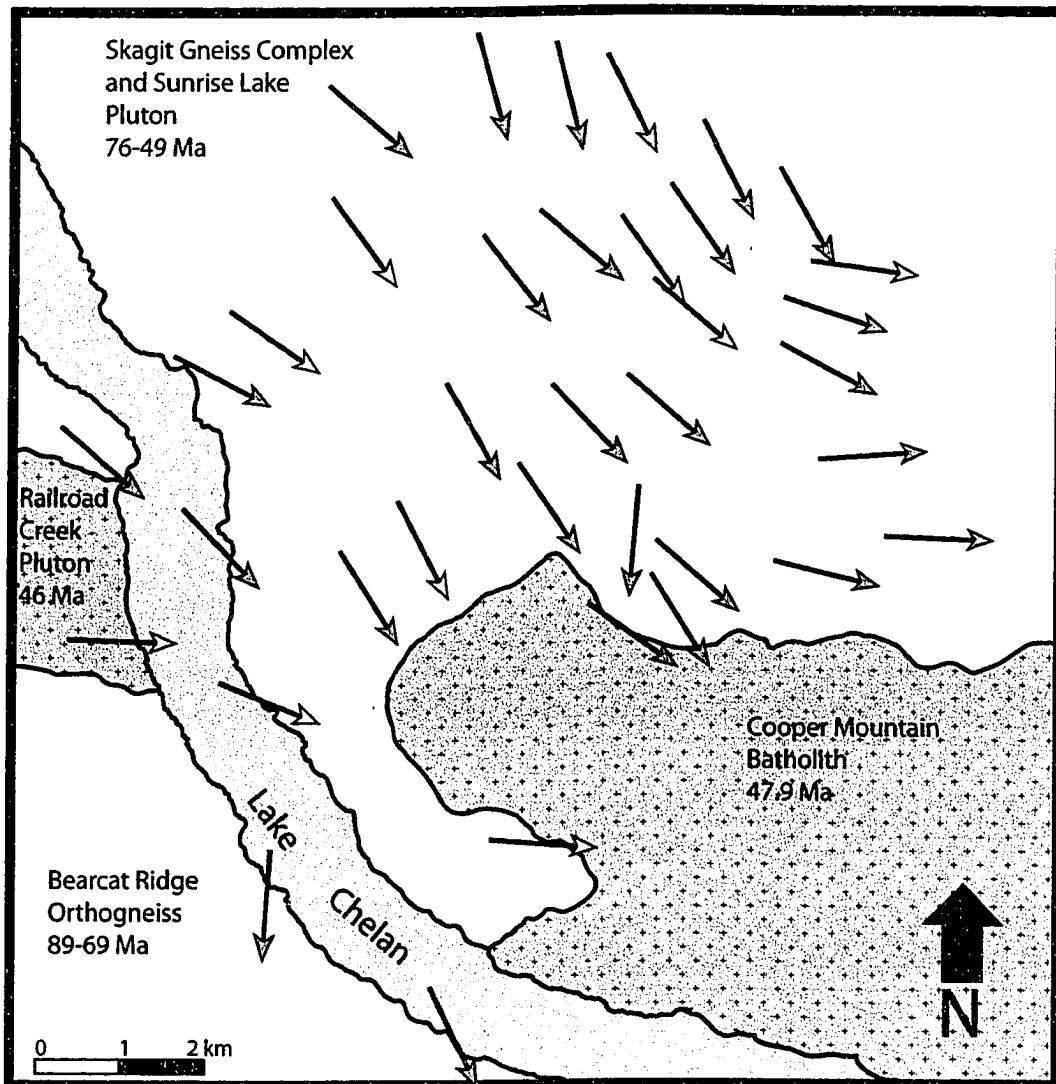 Skagit Gneiss Complex
and Sunrise Lake
Pluton
76-49 Ma
Railroad
Creek
Pluton
46 Ma
Cooper Mountain
Batholith
47.9 Ma
Lake
Chelan
Bearcat Ridge
Orthogneiss
89-69 Ma
N
0 1 2 km